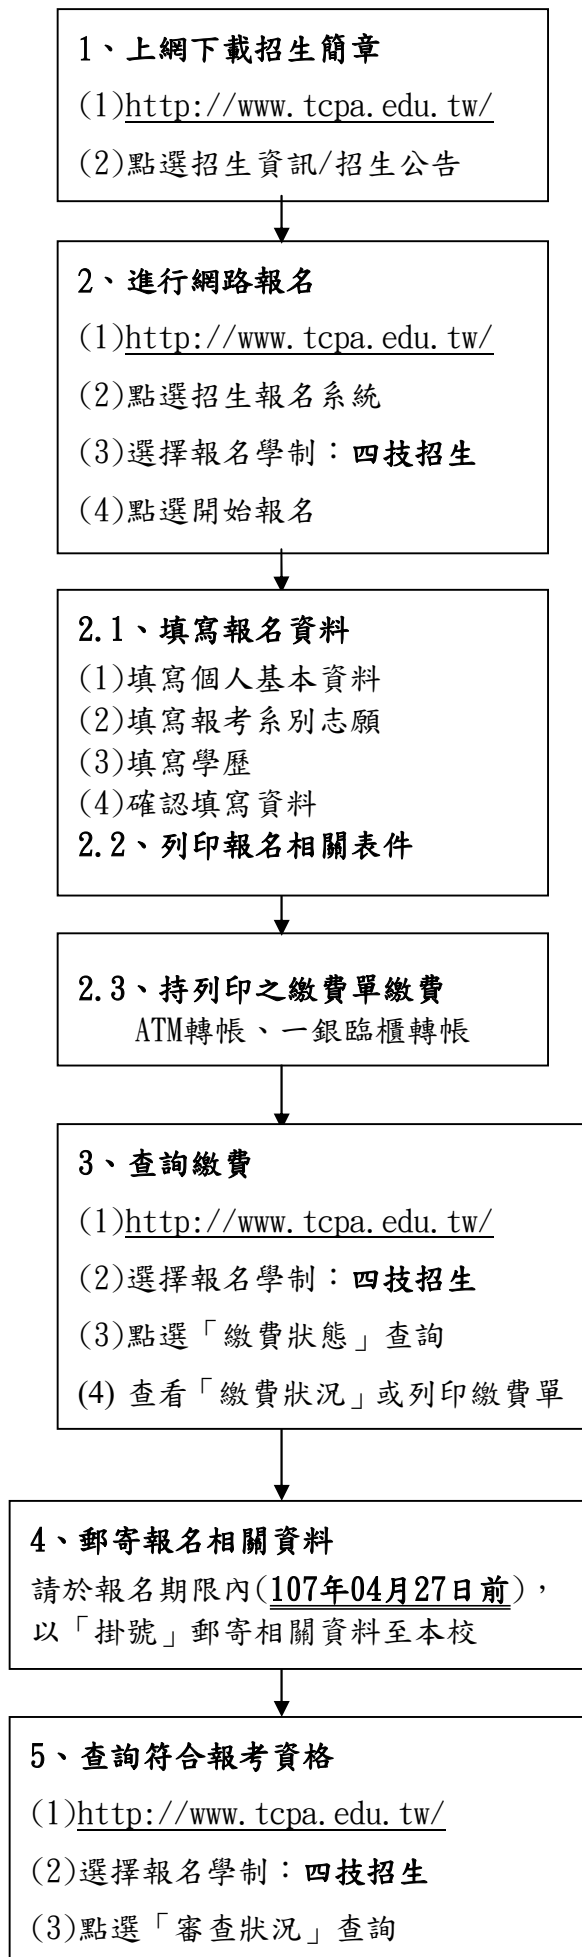 1、上網下載招生簡章
(1)http://www.tcpa.edu.tw/
(2)點選招生資訊/招生公告
2、進行網路報名
(1)http://www.tcpa.edu.tw/
(2)點選招生報名系統
(3)選擇報名學制：四技招生
(4)點選開始報名
2.1、填寫報名資料
(1)填寫個人基本資料
(2)填寫報考系別志願
(3)填寫學歷
(4)確認填寫資料
2.2、列印報名相關表件
2.3、持列印之繳費單繳費
ATM轉帳、一銀臨櫃轉帳
3、查詢繳費
(1)http://www.tcpa.edu.tw/
(2)選擇報名學制：四技招生
(3)點選「繳費狀態」查詢
(4) 查看「繳費狀況」或列印繳費單
4、郵寄報名相關資料
請於報名期限內(107年04月27日前)，
以「掛號」郵寄相關資料至本校
5、查詢符合報考資格
(1)http://www.tcpa.edu.tw/
(2)選擇報名學制：四技招生
(3)點選「審查狀況」查詢